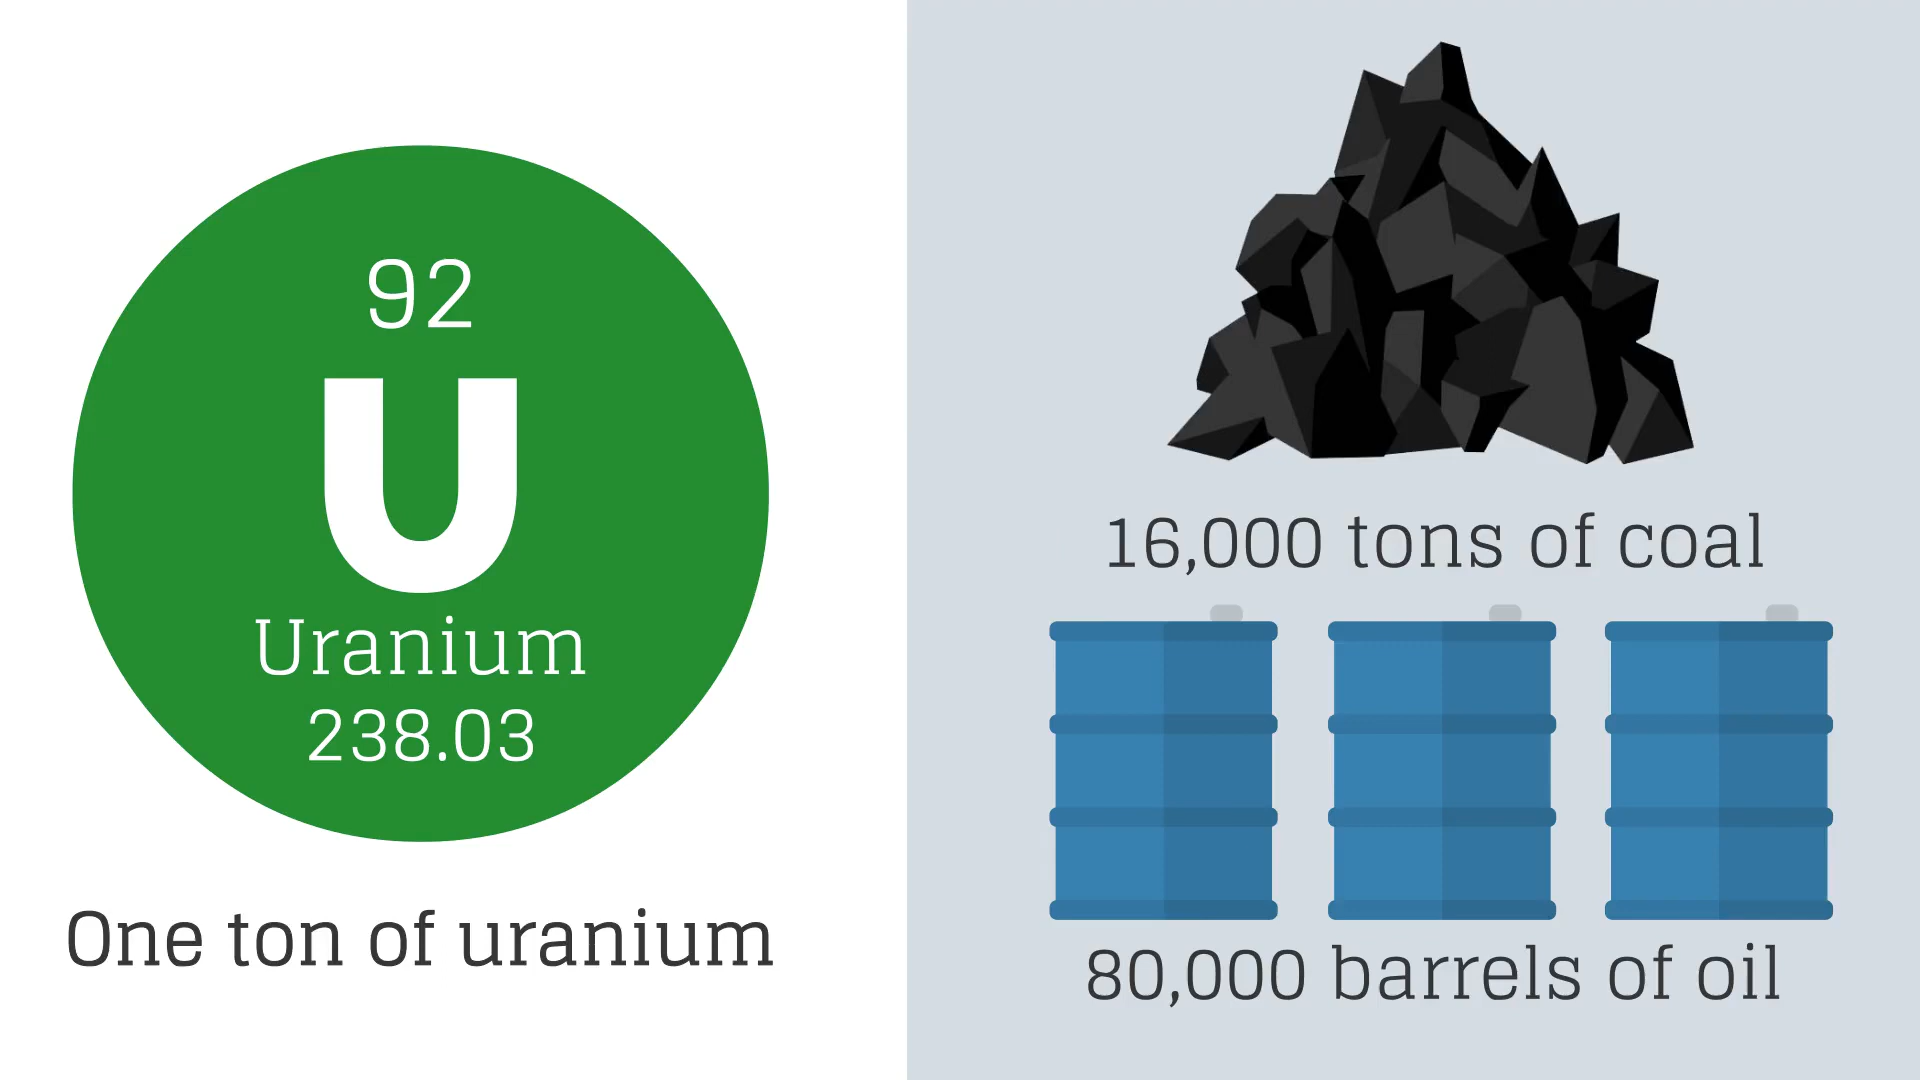 92
U
Uranium
238.03
One ton of uranium
16,000 tons of coal
80,000 barrels of oil